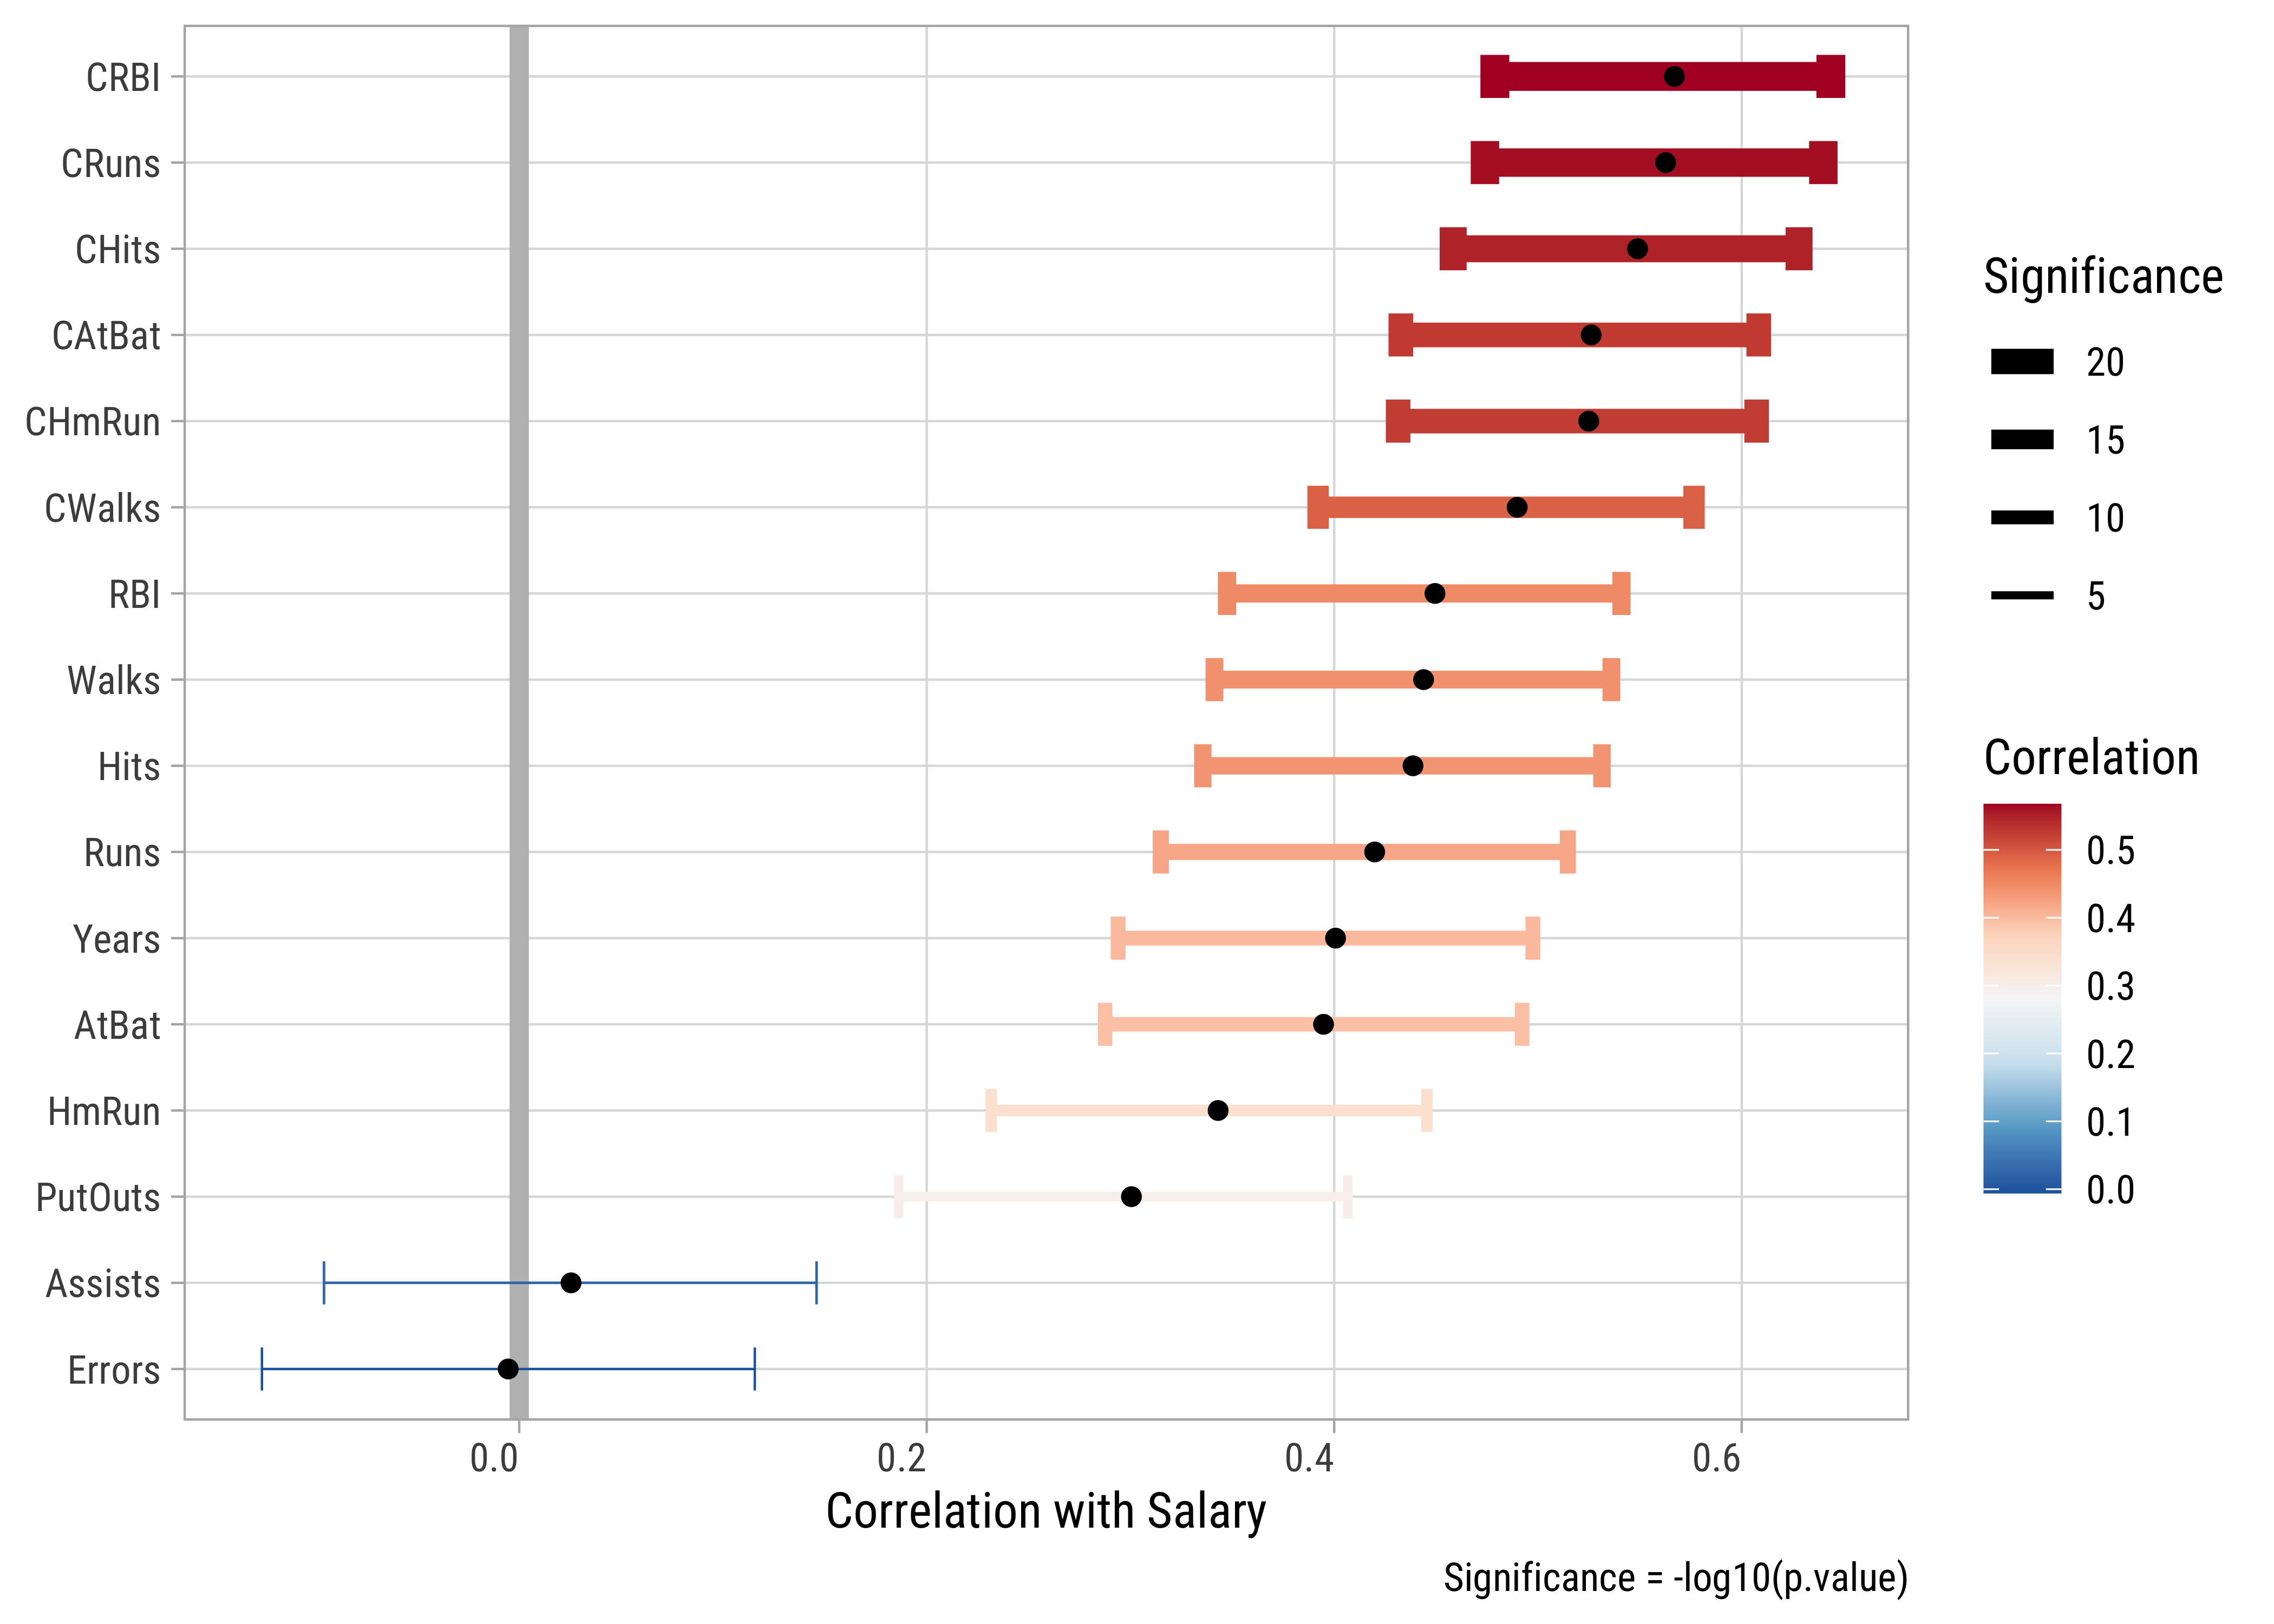 CRBI
CRuns
CHits
CAtBat
CHmRun
CWalks
RBI
Walks
Hits
Runs
Years
AtBat
HmRun
PutOuts
Assists
Errors
0.0 0.2 0.4 0.6
Correlation with Salary
Significance = -log10(p.value)
Significance
20
15
10
5
Correlation
0.5
0.4
0.3
0.2
0.1
0.0